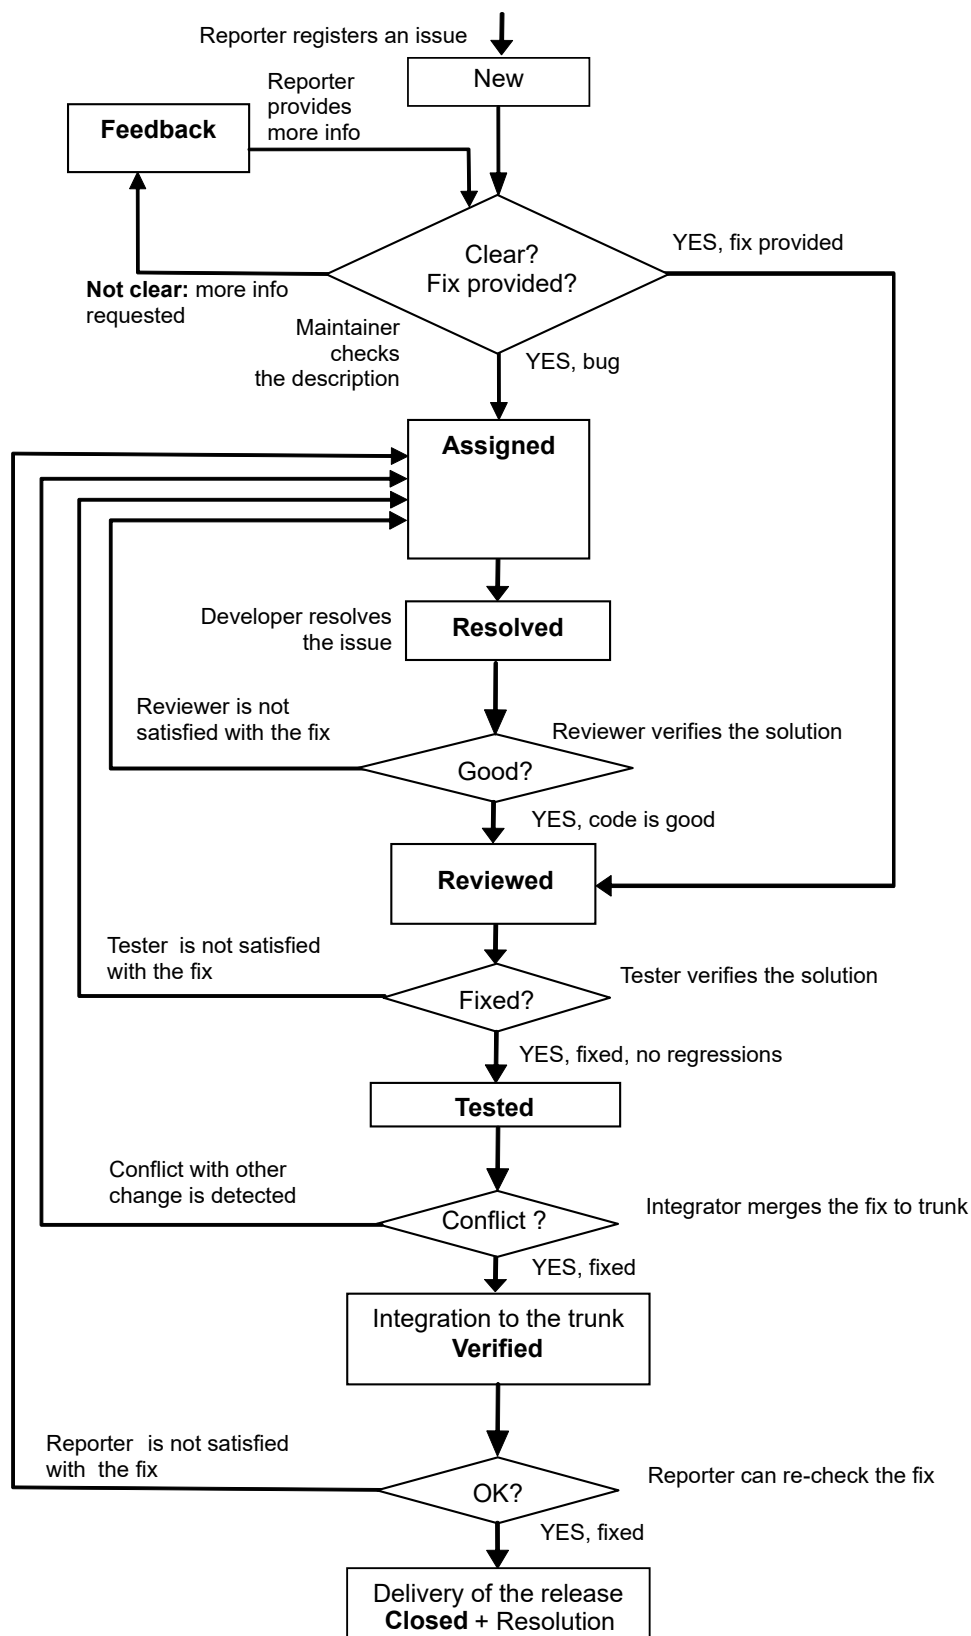 Reporter registers an issue
New
Reporter
provides
more info
Feedback
Clear?
Fix provided?
YES, fix provided
Not clear: more info
requested
Maintainer
checks
the description
YES, bug
Assigned
Developer resolves
the issue
Resolved
Reviewer is not
satisfied with the fix
Reviewer verifies the solution
Good?
YES, code is good
Reviewed
Tester is not satisfied
with the fix
Tester verifies the solution
Fixed?
YES, fixed, no regressions
Tested
Conflict with other
change is detected
Integrator merges the fix to trunk
Conflict ?
YES, fixed
Integration to the trunk
Verified
Reporter is not satisfied
with the fix
Reporter can re-check the fix
OK?
YES, fixed
Delivery of the release
Closed + Resolution